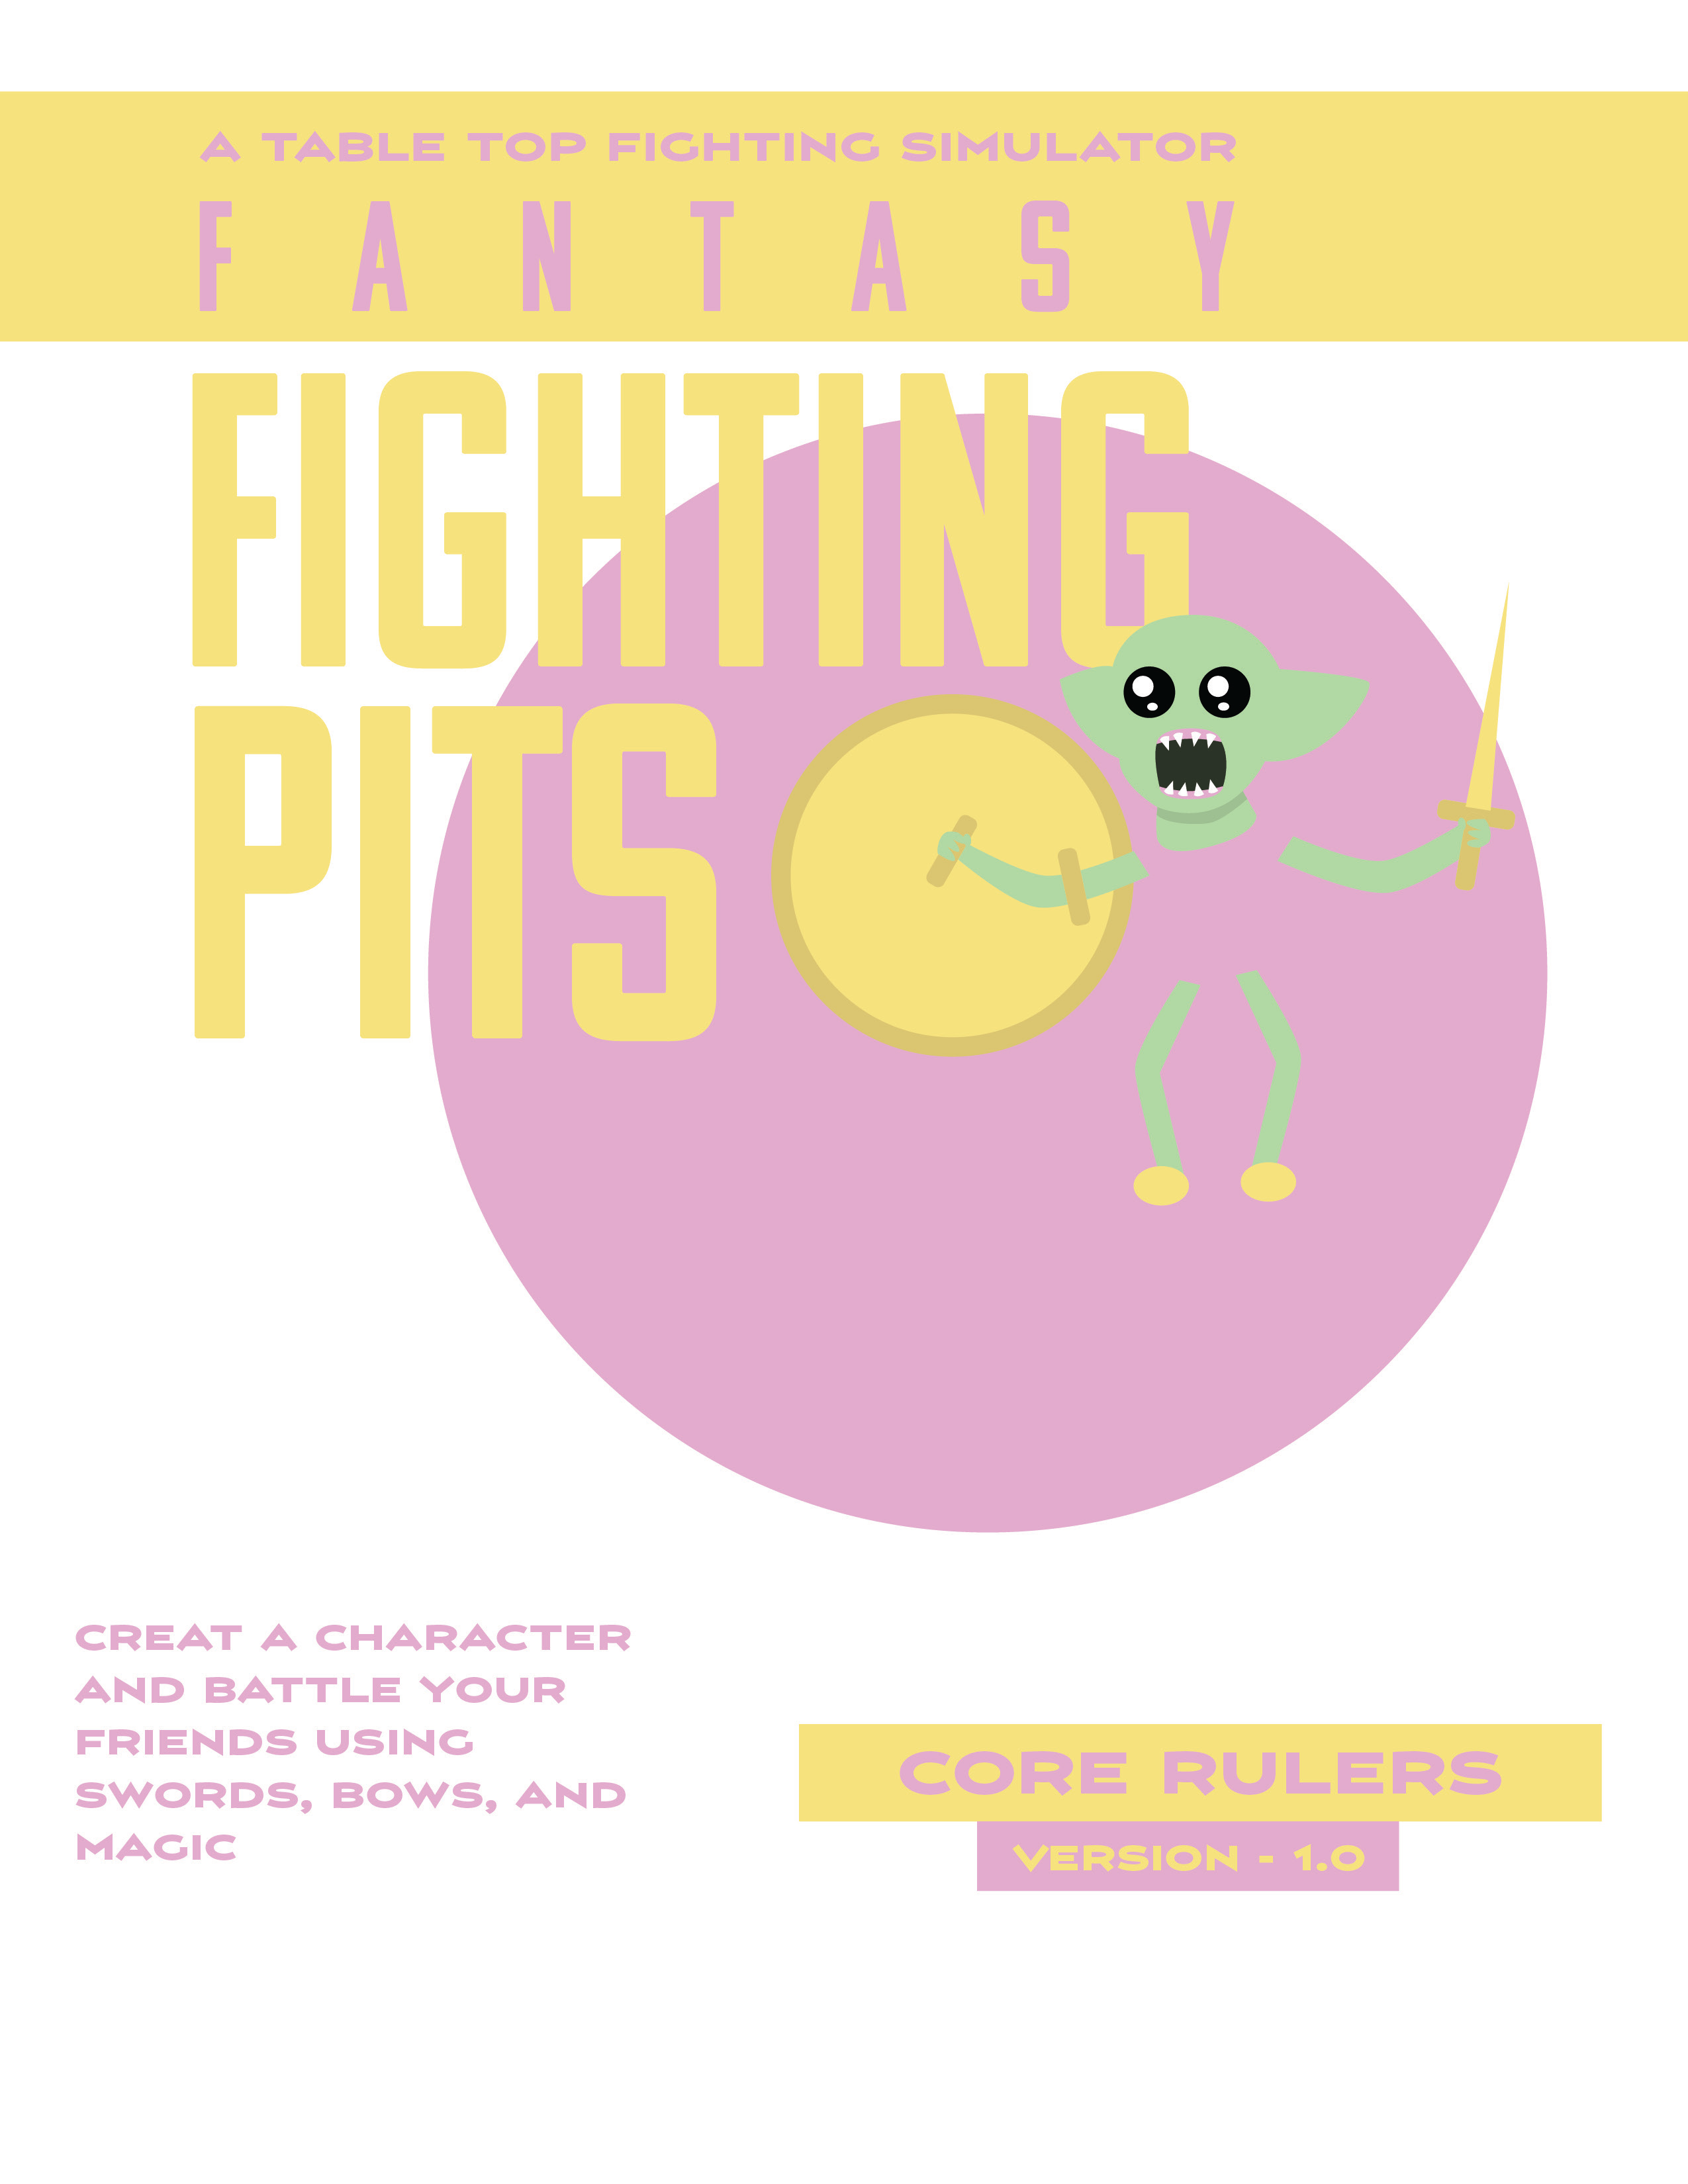 A TABLE TOP FIGHTING SIMULATOR
FANTASY
FIGHTING
PITS
CREAT A CHARACTER
AND BATTLE YOUR
FRIENDS USING
SWORDS, BOWS, AND
MAGIC
CORE RULERS
VERSION - 1.0